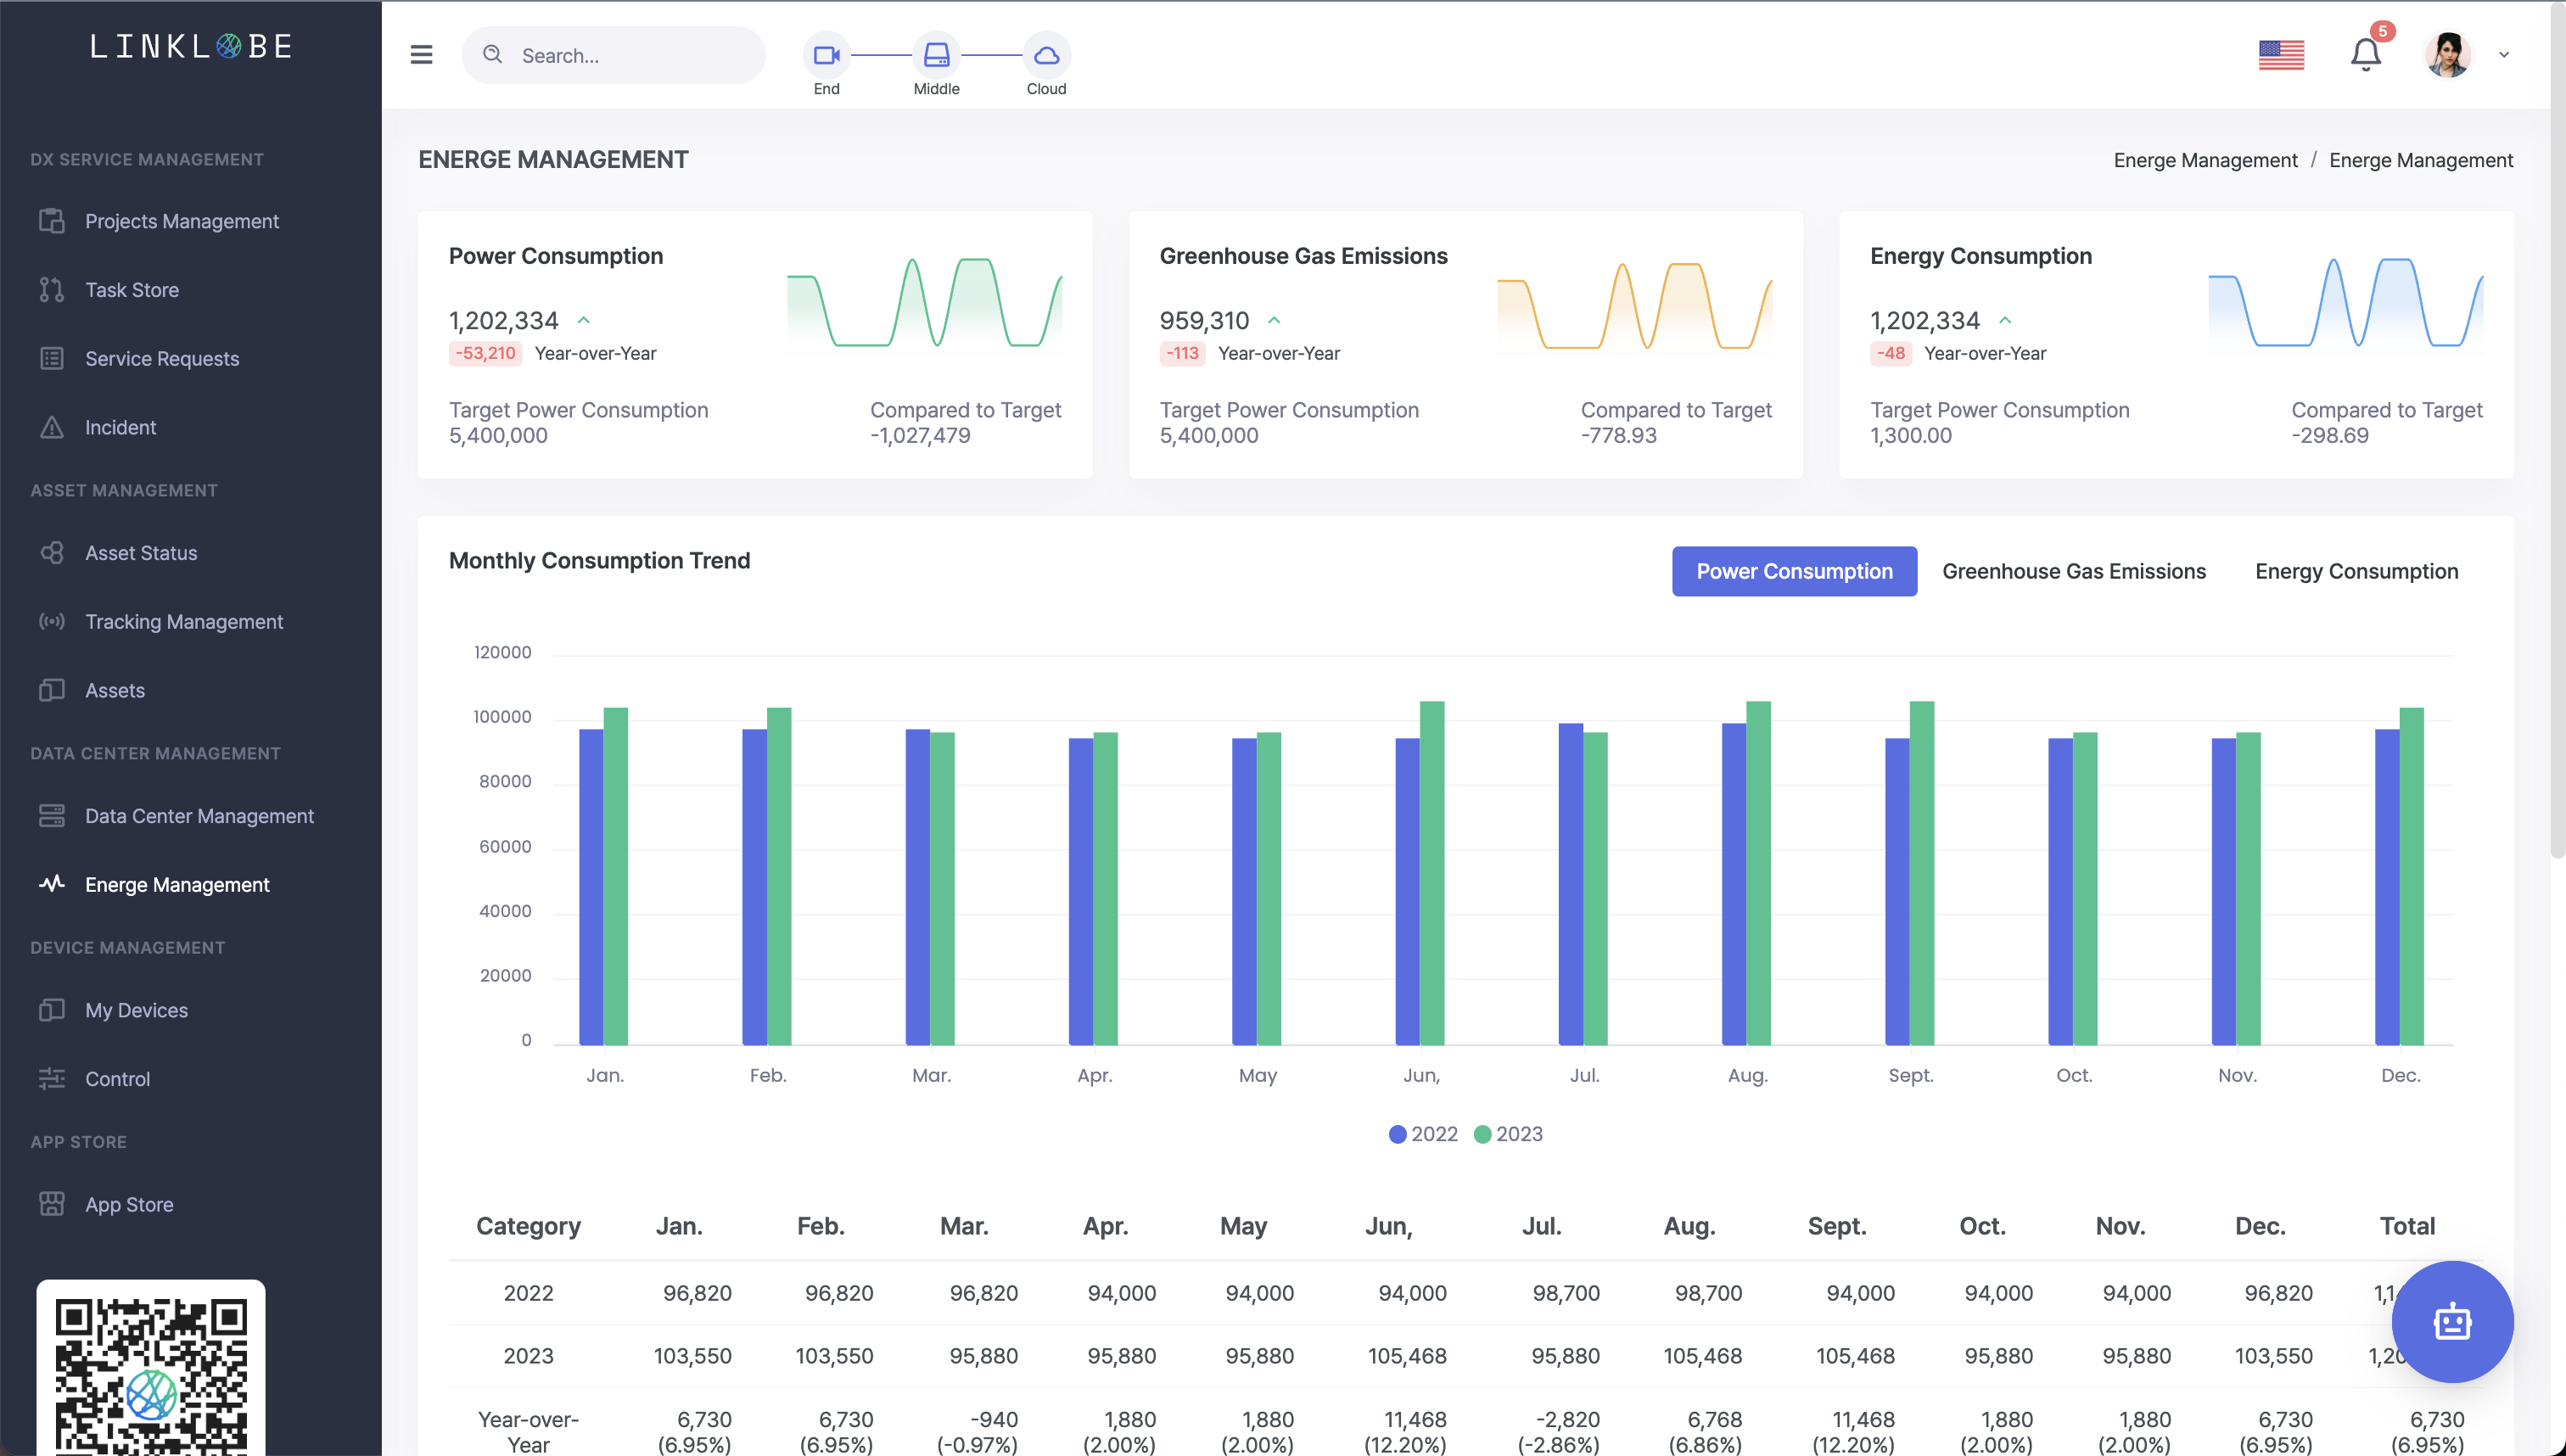 LINKLOBE
DX SERVICE MANAGEMENT
Projects Management
Task Store
Service Requests
Incident
ASSET MANAGEMENT
Asset Status
Tracking Management
Assets
DATA CENTER MANAGEMENT
Data Center Management
Energe Management
DEVICE MANAGEMENT
My Devices
Control
APP STORE
App Store
Search...
End
Middle
Cloud
5
ENERGE MANAGEMENT
Energe Management / Energe Management
Power Consumption
1,202,334
-53,210 Year-over-Year
Target Power Consumption Compared to Target
5,400,000 -1,027,479
Greenhouse Gas Emissions
959,310
-113 Year-over-Year
Target Power Consumption Compared to Target
5,400,000 -778.93
Energy Consumption
1,202,334
-48 Year-over-Year
Target Power Consumption Compared to Target
1,300.00 -298.69
Monthly Consumption Trend
Power Consumption Greenhouse Gas Emissions Energy Consumption
120000
100000
80000
60000
40000
20000
0
Jan. Feb. Mar. Apr. May Jun, Jul. Aug. Sept. Oct. Nov. Dec.
2022 2023
Category Jan. Feb. Mar. Apr. May Jun, Jul. Aug. Sept. Oct. Nov. Dec. Total
2022 96,820 96,820 96,820 94,000 94,000 94,000 98,700 98,700 94,000 94,000 94,000 96,820
2023 103,550 103,550 95,880 95,880 95,880 105,468 95,880 105,468 105,468 95,880 95,880 103,550
Year-over- 6,730 6,730 -940 1,880 1,880 11,468 -2,820 6,768 11,468 1,880 1,880 6,730 6,730
Year (6.95%) (6.95%) (-0.97%) (2.00%) (2.00%) (12.20%) (-2.86%) (6.86%) (12.20%) (2.00%) (2.00%) (6.95%) (6.95%)